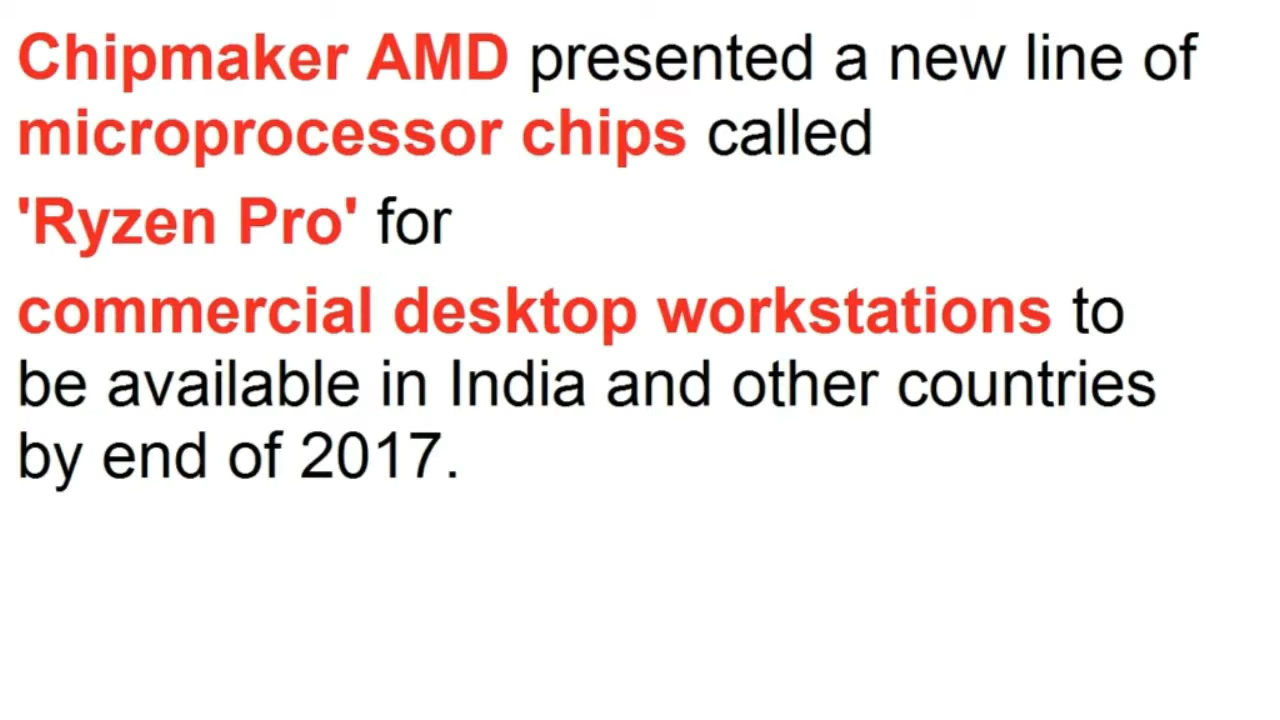 Chipmaker AMD presented a new line of
microprocessor chips called
'Ryzen Pro' for
commercial desktop workstations to
be available in India and other countries
by end of 2017.